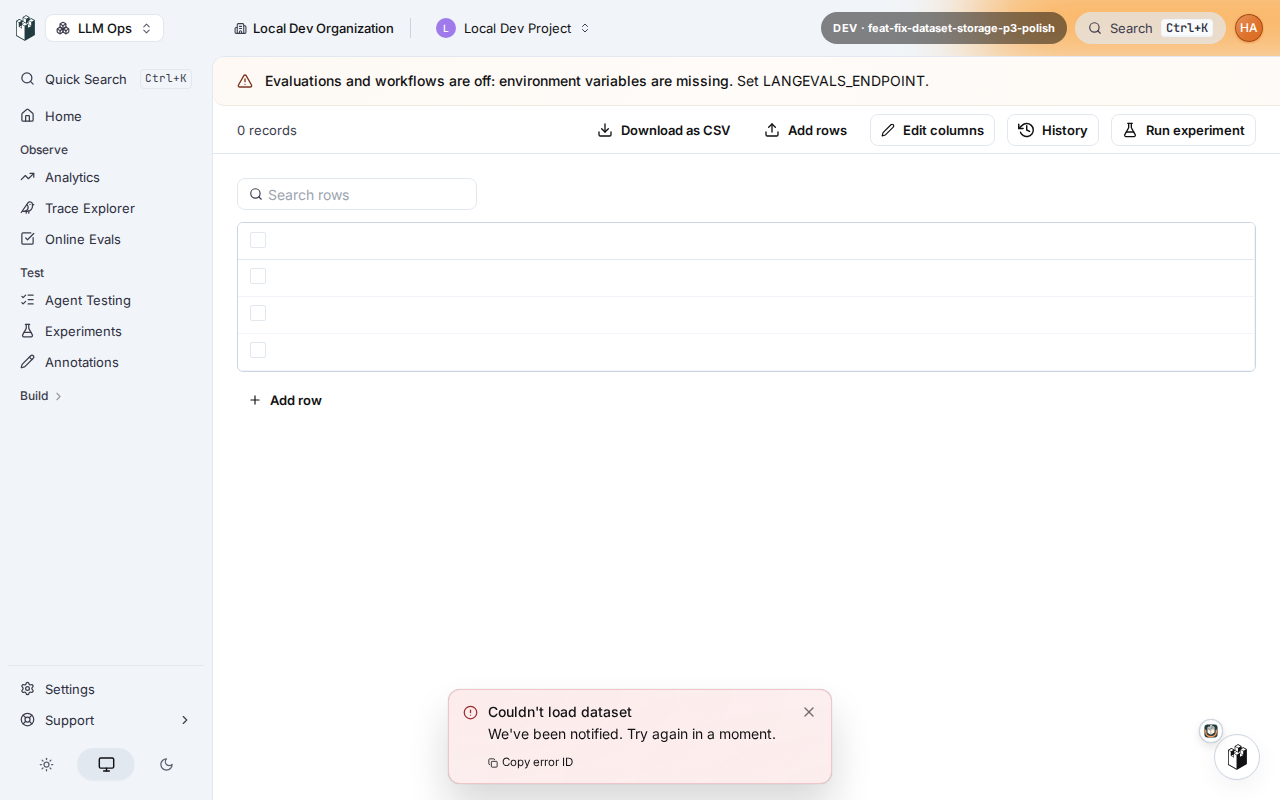 LLM Ops
Local Dev Organization
L
Local Dev Project
DEV · feat-fix-dataset-storage-p3-polish
Search
Ctrl+K
HA
Quick Search
Ctrl+K
Home
Observe
Analytics
Trace Explorer
Online Evals
Test
Agent Testing
Experiments
Annotations
Build
Settings
Support
Evaluations and workflows are off: environment variables are missing. Set LANGEVALS_ENDPOINT.
0 records
Download as CSV
Add rows
Edit columns
History
Run experiment
Search rows
Add row
Couldn't load dataset
We've been notified. Try again in a moment.
Copy error ID